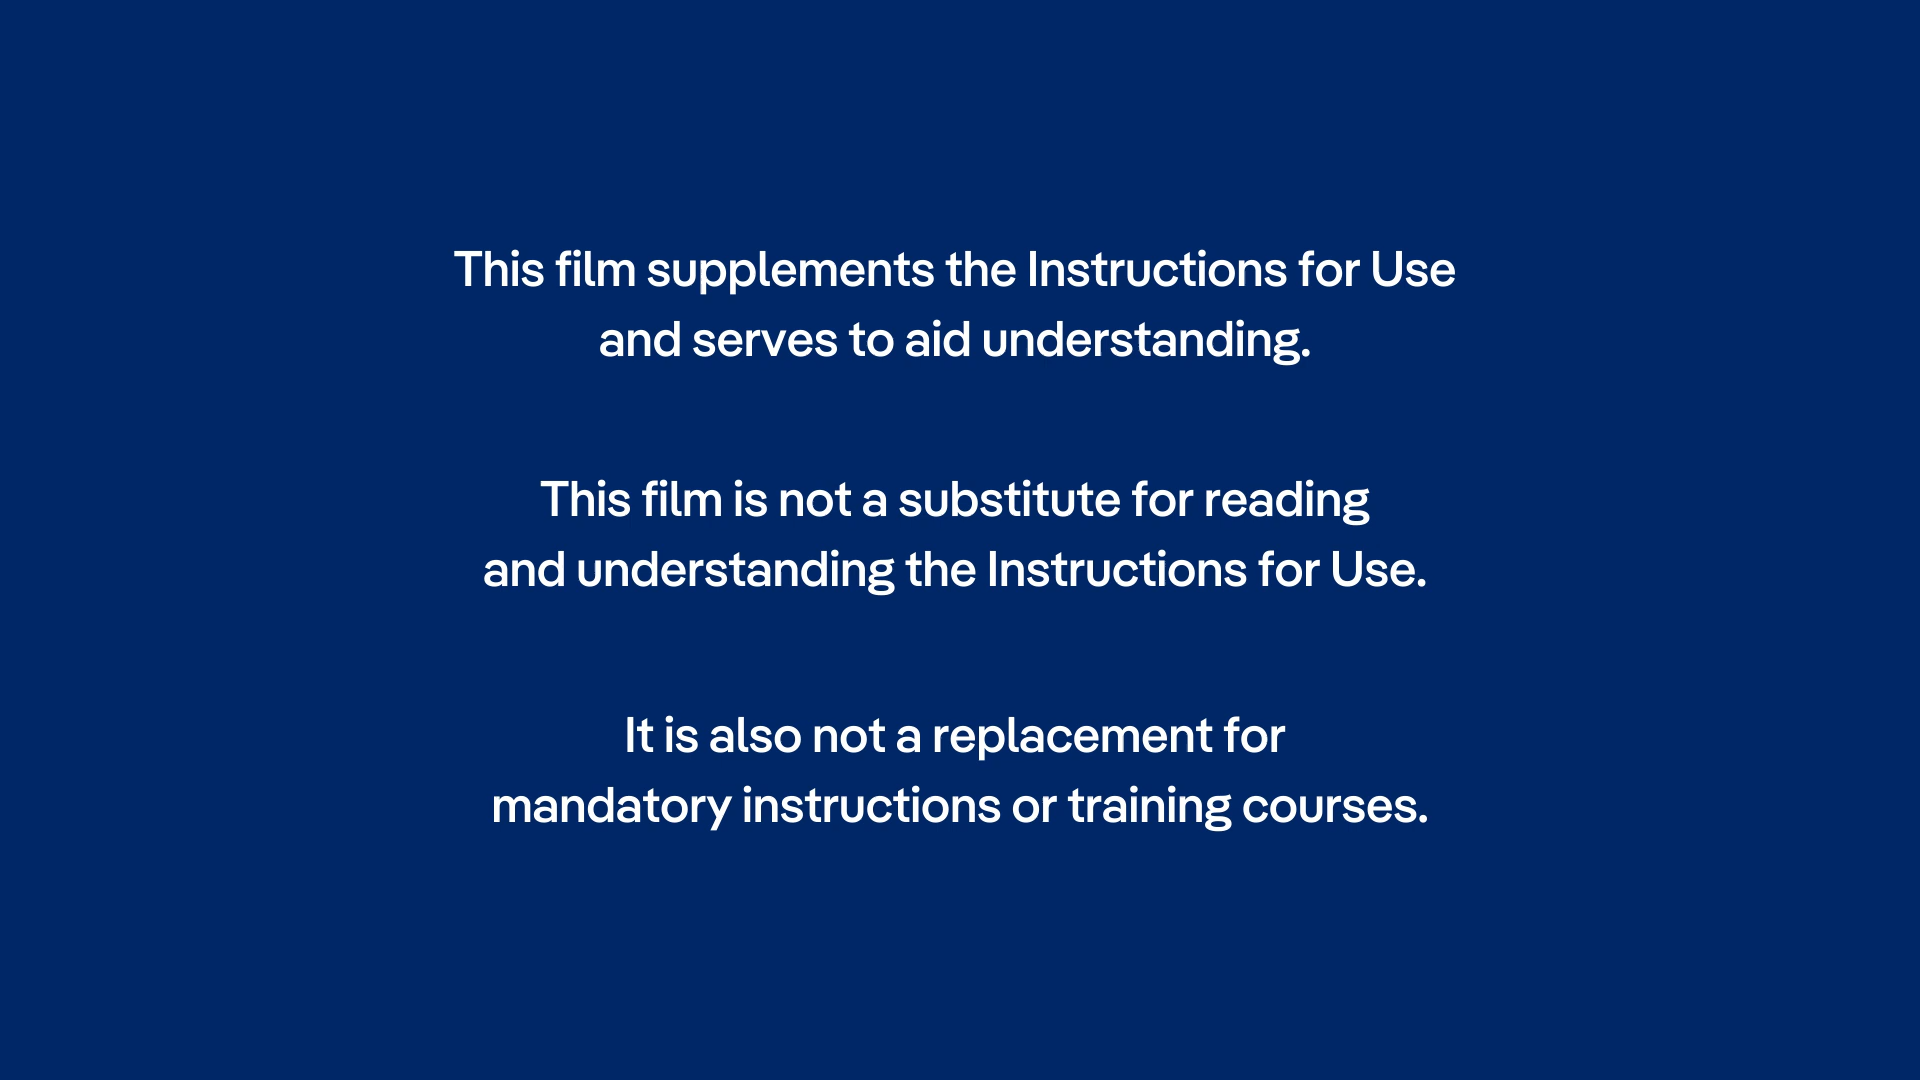 This film supplements the Instructions for Use
and serves to aid understanding.
This film is not a substitute for reading
and understanding the Instructions for Use.
It is also not a replacement for
mandatory instructions or training courses.